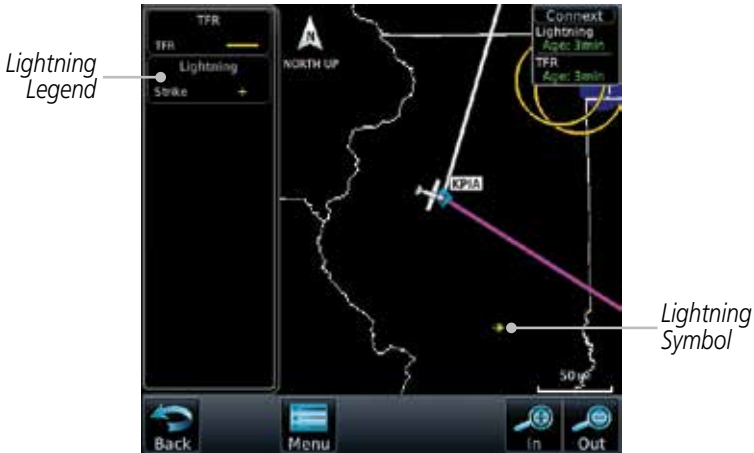 TFR
TFR
Lightning
Strike
N
NORTH UP
Connext
Lightning
Age: 3min
TFR
Age: 3min
KPIA
Lightning
Legend
Lightning
Symbol
Back
Menu
In
Out